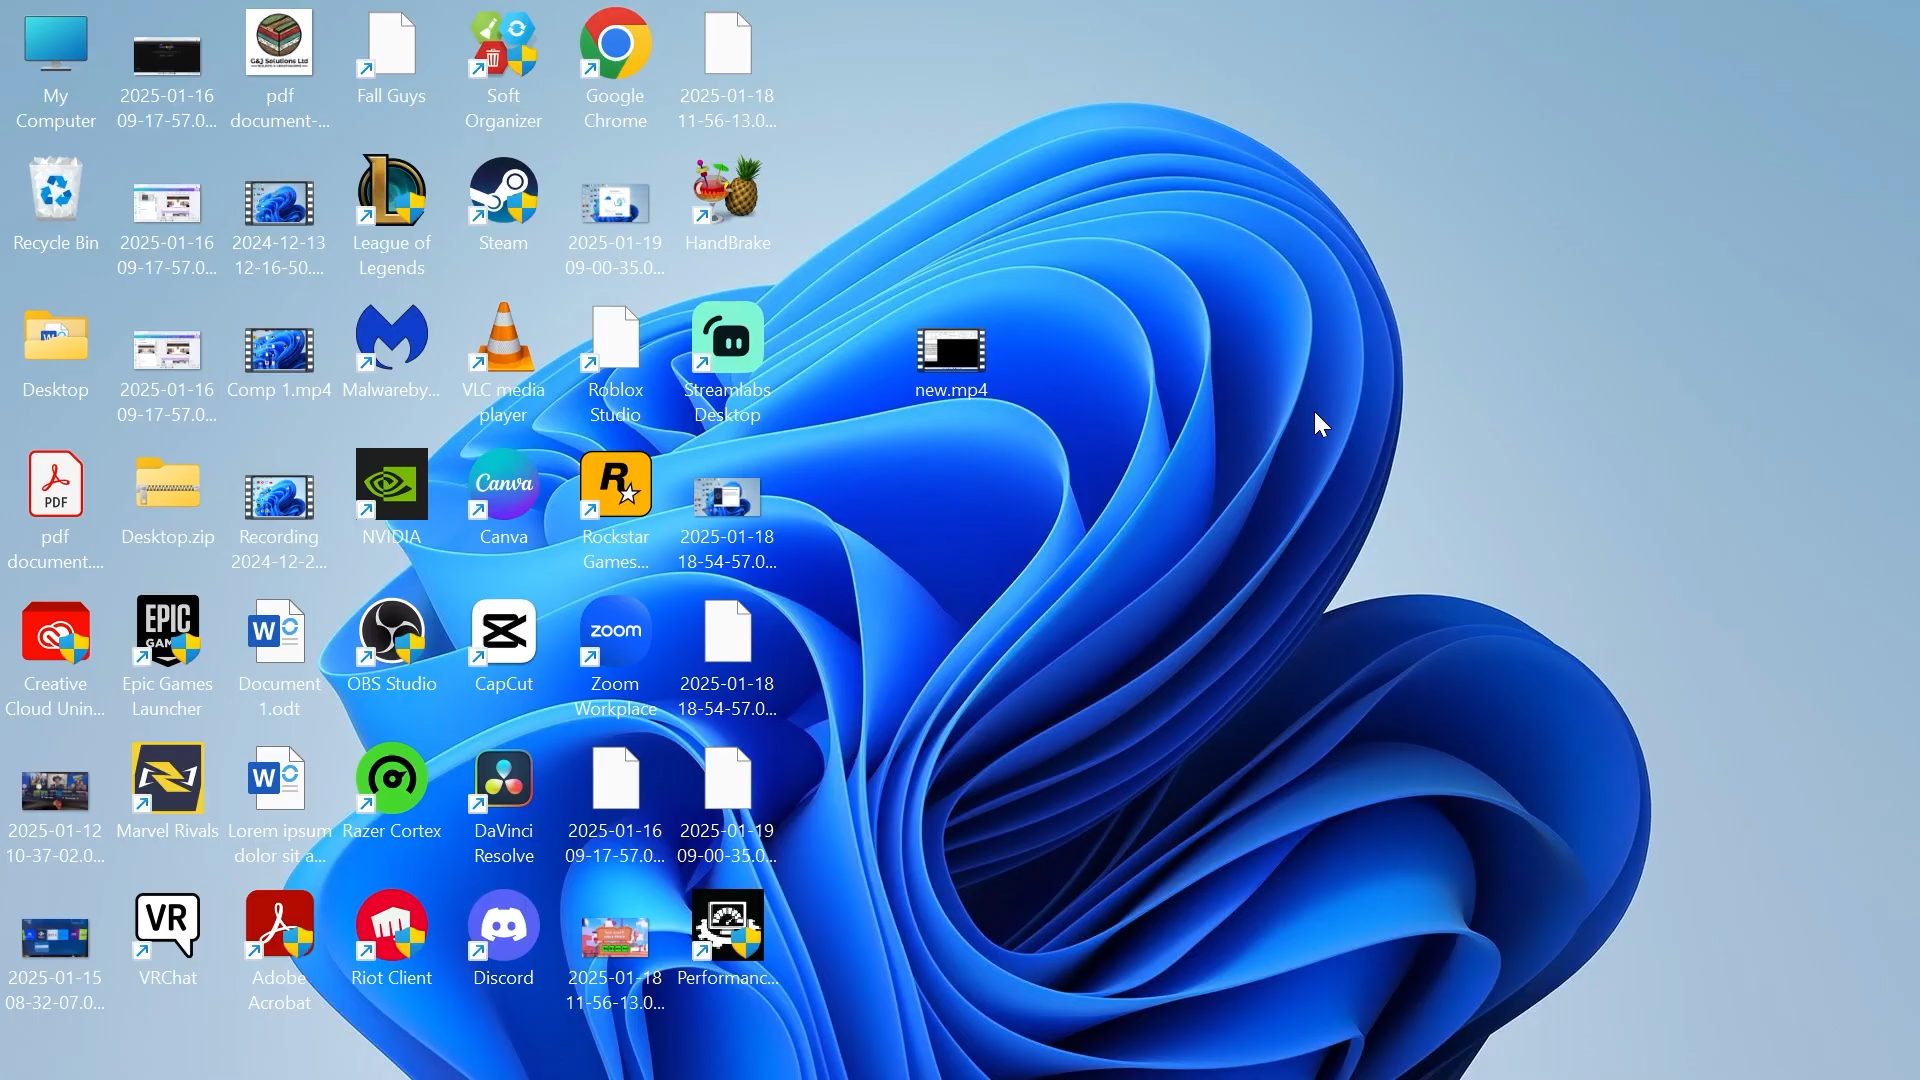 My
Computer
2025-01-16
09-17-57.0...
G&J Solutions Ltd
pdf
document-...
Fall Guys
Soft
Organizer
Google
Chrome
2025-01-18
11-56-13.0...
Recycle Bin
2025-01-16
09-17-57.0...
2024-12-13
12-16-50....
League of
Legends
Steam
2025-01-19
09-00-35.0...
HandBrake
Desktop
2025-01-16
09-17-57.0...
Comp 1.mp4
Malwareby...
VLC media
player
Roblox
Studio
Streamlabs
Desktop
new.mp4
PDF
pdf
document....
Desktop.zip
Recording
2024-12-2...
NVIDIA
Canva
Canva
R
Rockstar
Games...
2025-01-18
18-54-57.0...
Creative
Cloud Unin...
EPIC
GAM
Epic Games
Launcher
W
Document
1.odt
OBS Studio
CapCut
zoom
Zoom
Workplace
2025-01-18
18-54-57.0...
2025-01-12
10-37-02.0...
Marvel Rivals
W
Lorem ipsum
dolor sit a...
Razer Cortex
DaVinci
Resolve
2025-01-16
09-17-57.0...
2025-01-19
09-00-35.0...
2025-01-15
08-32-07.0...
VR
VRChat
Adobe
Acrobat
Riot Client
Discord
2025-01-18
11-56-13.0...
Performanc...